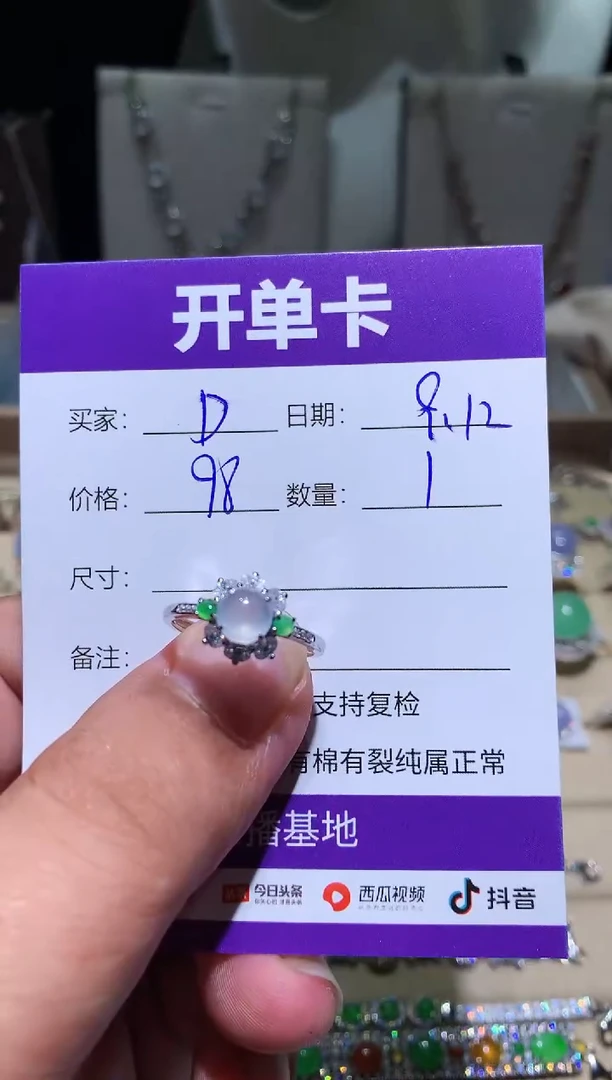 开单卡
买家: D 日期: 9.12
价格: 98 数量: 1
尺寸:
备注:
支持复检
有棉有裂纯属正常
播基地
今日头条 西瓜视频 抖音